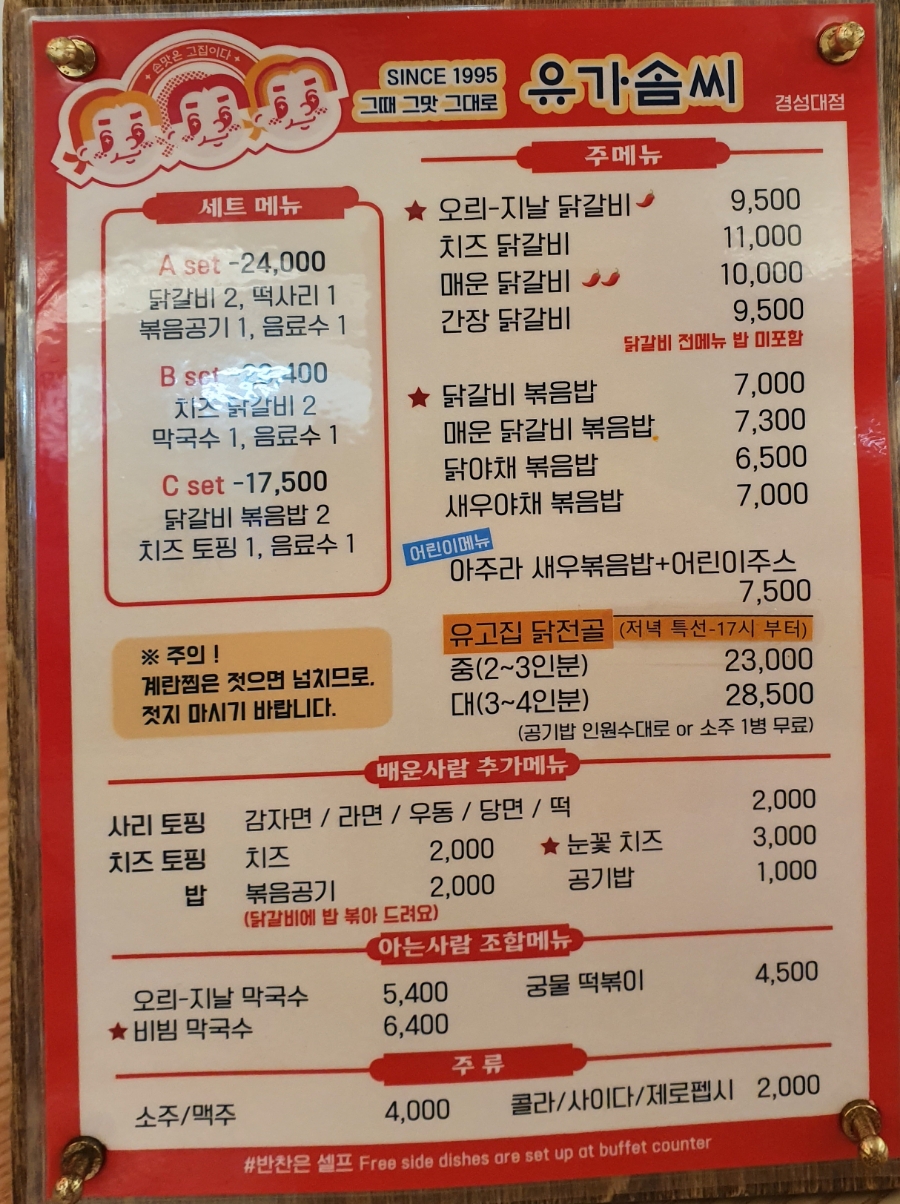 손맛은 고집이다
SINCE 1995
그때 그맛 그대로
유가솜씨
경성대점
세트 메뉴
A set -24,000
닭갈비 2, 떡사리 1
볶음공기 1, 음료수 1
B set
치즈 닭갈비 2
막국수 1, 음료수 1
C set -17,500
닭갈비 볶음밥 2
치즈 토핑 1, 음료수 1
※ 주의 !
계란찜은 젓으면 넘치므로.
젓지 마시기 바랍니다.
주메뉴
★ 오리-지날 닭갈비 9,500
치즈 닭갈비 11,000
매운 닭갈비 10,000
간장 닭갈비 9,500
닭갈비 전메뉴 밥 미포함
★ 닭갈비 볶음밥 7,000
매운 닭갈비 볶음밥 7,300
닭야채 볶음밥 6,500
새우야채 볶음밥 7,000
어린이메뉴
아주라 새우볶음밥+어린이주스
7,500
유고집 닭전골 (저녁 특선-17시 부터)
중(2~3인분) 23,000
대(3~4인분) 28,500
(공기밥 인원수대로 or 소주 1병 무료)
배운사람 추가메뉴
사리 토핑 감자면 / 라면 / 우동 / 당면 / 떡 2,000
치즈 토핑 치즈 2,000 ★ 눈꽃 치즈 3,000
밥 볶음공기 2,000 공기밥 1,000
(닭갈비에 밥 볶아 드려요)
아는사람 조합메뉴
오리-지날 막국수 5,400 궁물 떡볶이 4,500
★ 비빔 막국수 6,400
주 류
소주/맥주 4,000 콜라/사이다/제로펩시 2,000
#반찬은 셀프 Free side dishes are set up at buffet counter